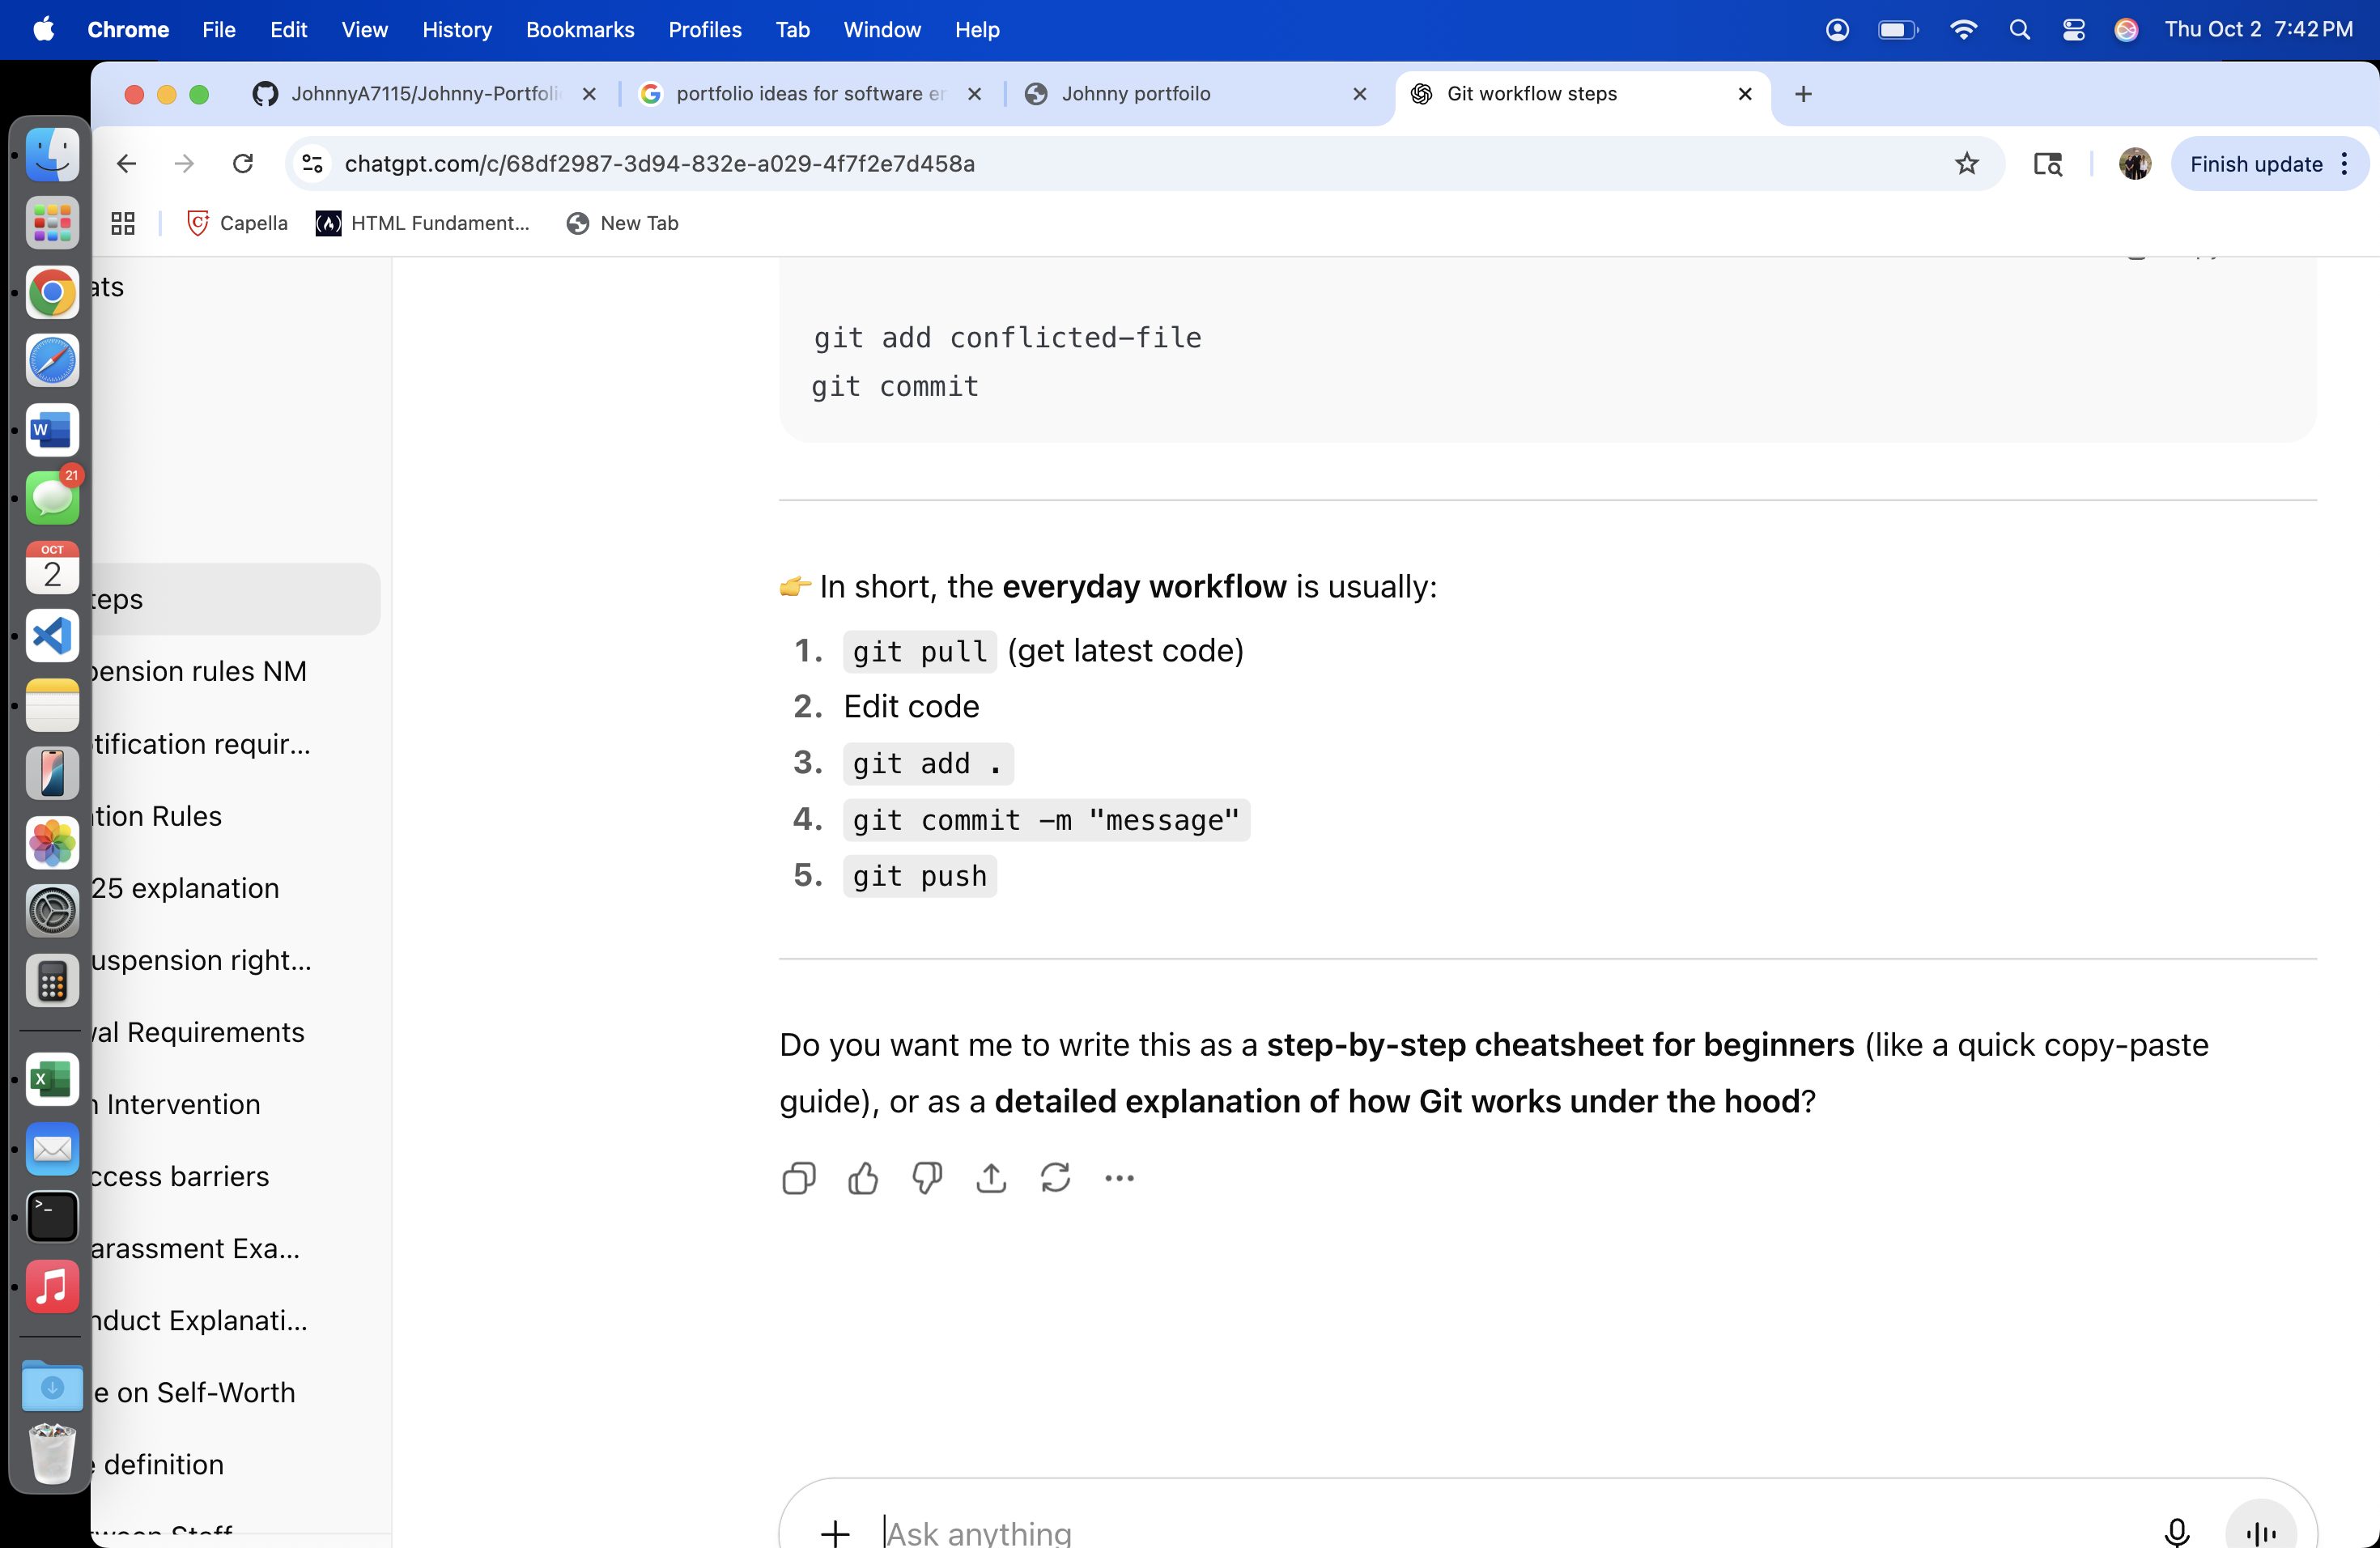 Chrome File Edit View History Bookmarks Profiles Tab Window Help Thu Oct 2 7:42 PM
JohnnyA7115/Johnny-Portfoli portfolio ideas for software er Johnny portfoilo Git workflow steps
chatgpt.com/c/68df2987-3d94-832e-a029-4f7f2e7d458a Finish update
Capella HTML Fundament... New Tab
ats
teps
pension rules NM
tification requir...
ation Rules
25 explanation
uspension right...
val Requirements
n Intervention
ccess barriers
arassment Exa...
nduct Explanati...
e on Self-Worth
e definition
21
OCT
2
git add conflicted-file
git commit
👉 In short, the everyday workflow is usually:
1. git pull (get latest code)
2. Edit code
3. git add .
4. git commit -m "message"
5. git push
Do you want me to write this as a step-by-step cheatsheet for beginners (like a quick copy-paste
guide), or as a detailed explanation of how Git works under the hood?
Ask anything